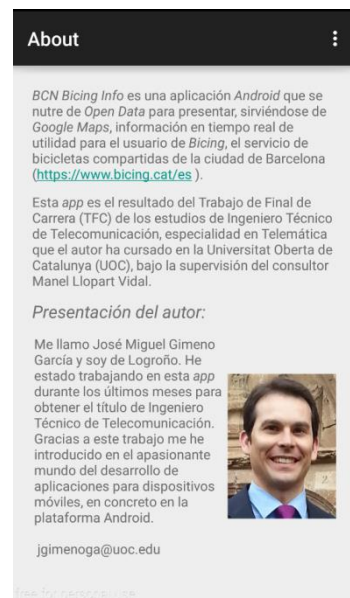 About
BCN Bicing Info es una aplicación Android que se
nutre de Open Data para presentar, sirviéndose de
Google Maps, información en tiempo real de
utilidad para el usuario de Bicing, el servicio de
bicicletas compartidas de la ciudad de Barcelona
(https://www.bicing.cat/es ).
Esta app es el resultado del Trabajo de Final de
Carrera (TFC) de los estudios de Ingeniero Técnico
de Telecomunicación, especialidad en Telemática
que el autor ha cursado en la Universitat Oberta de
Catalunya (UOC), bajo la supervisión del consultor
Manel Llopart Vidal.
Presentación del autor:
Me llamo José Miguel Gimeno
García y soy de Logroño. He
estado trabajando en esta app
durante los últimos meses para
obtener el título de Ingeniero
Técnico de Telecomunicación.
Gracias a este trabajo me he
introducido en el apasionante
mundo del desarrollo de
aplicaciones para dispositivos
móviles, en concreto en la
plataforma Android.
jgimenoga@uoc.edu
free for personal use